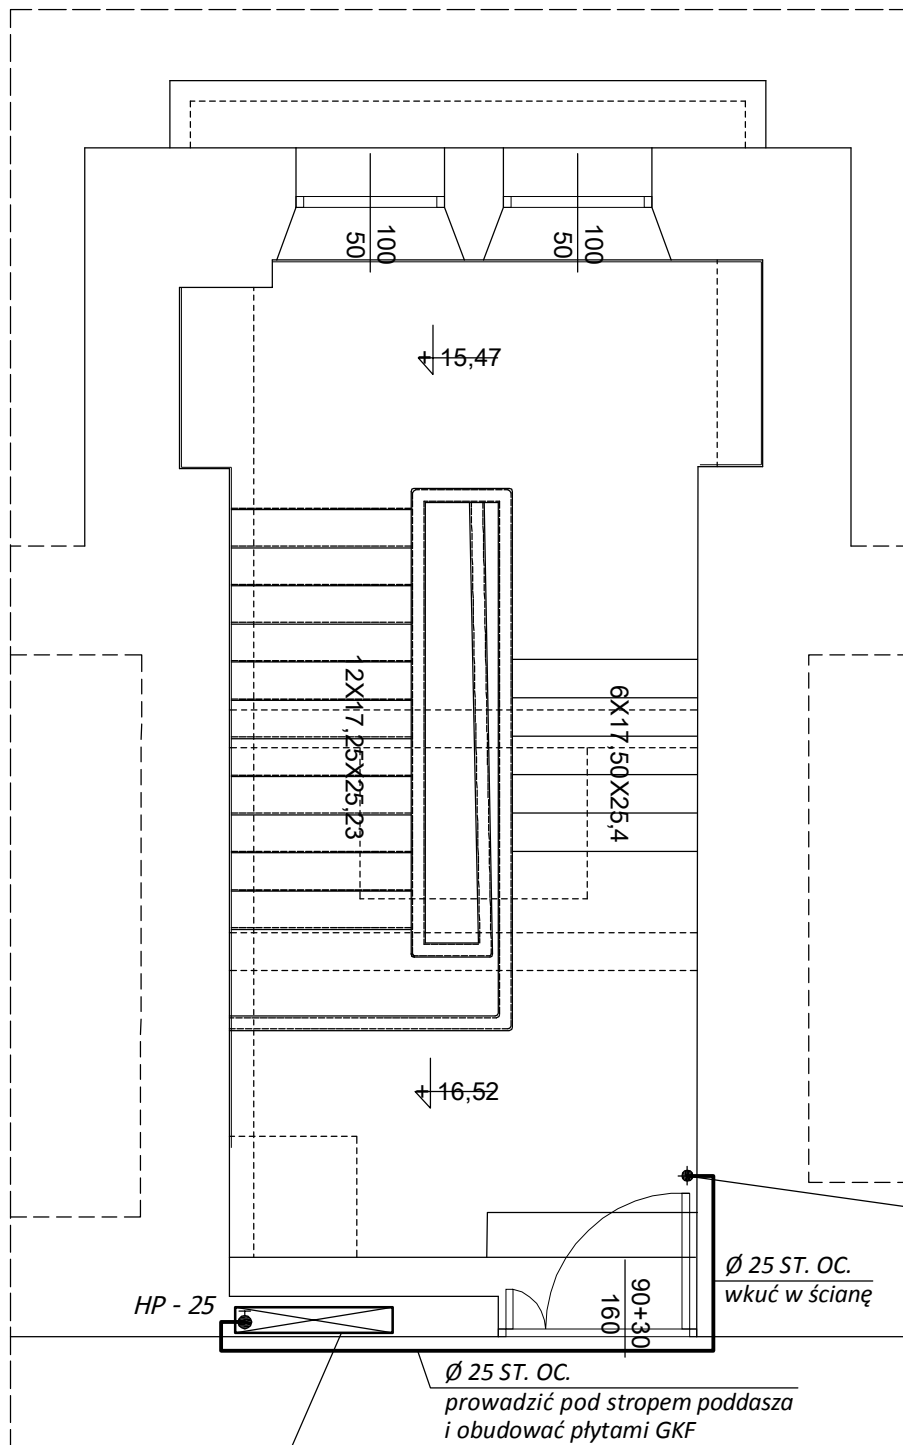 100
50
100
50
+ 15,47
12X17,25X25,23
6X17,50X25,4
+ 16,52
HP - 25
90+30
160
Ø 25 ST. OC.
wkuć w ścianę
Ø 25 ST. OC.
prowadzić pod stropem poddasza
i obudować płytami GKF